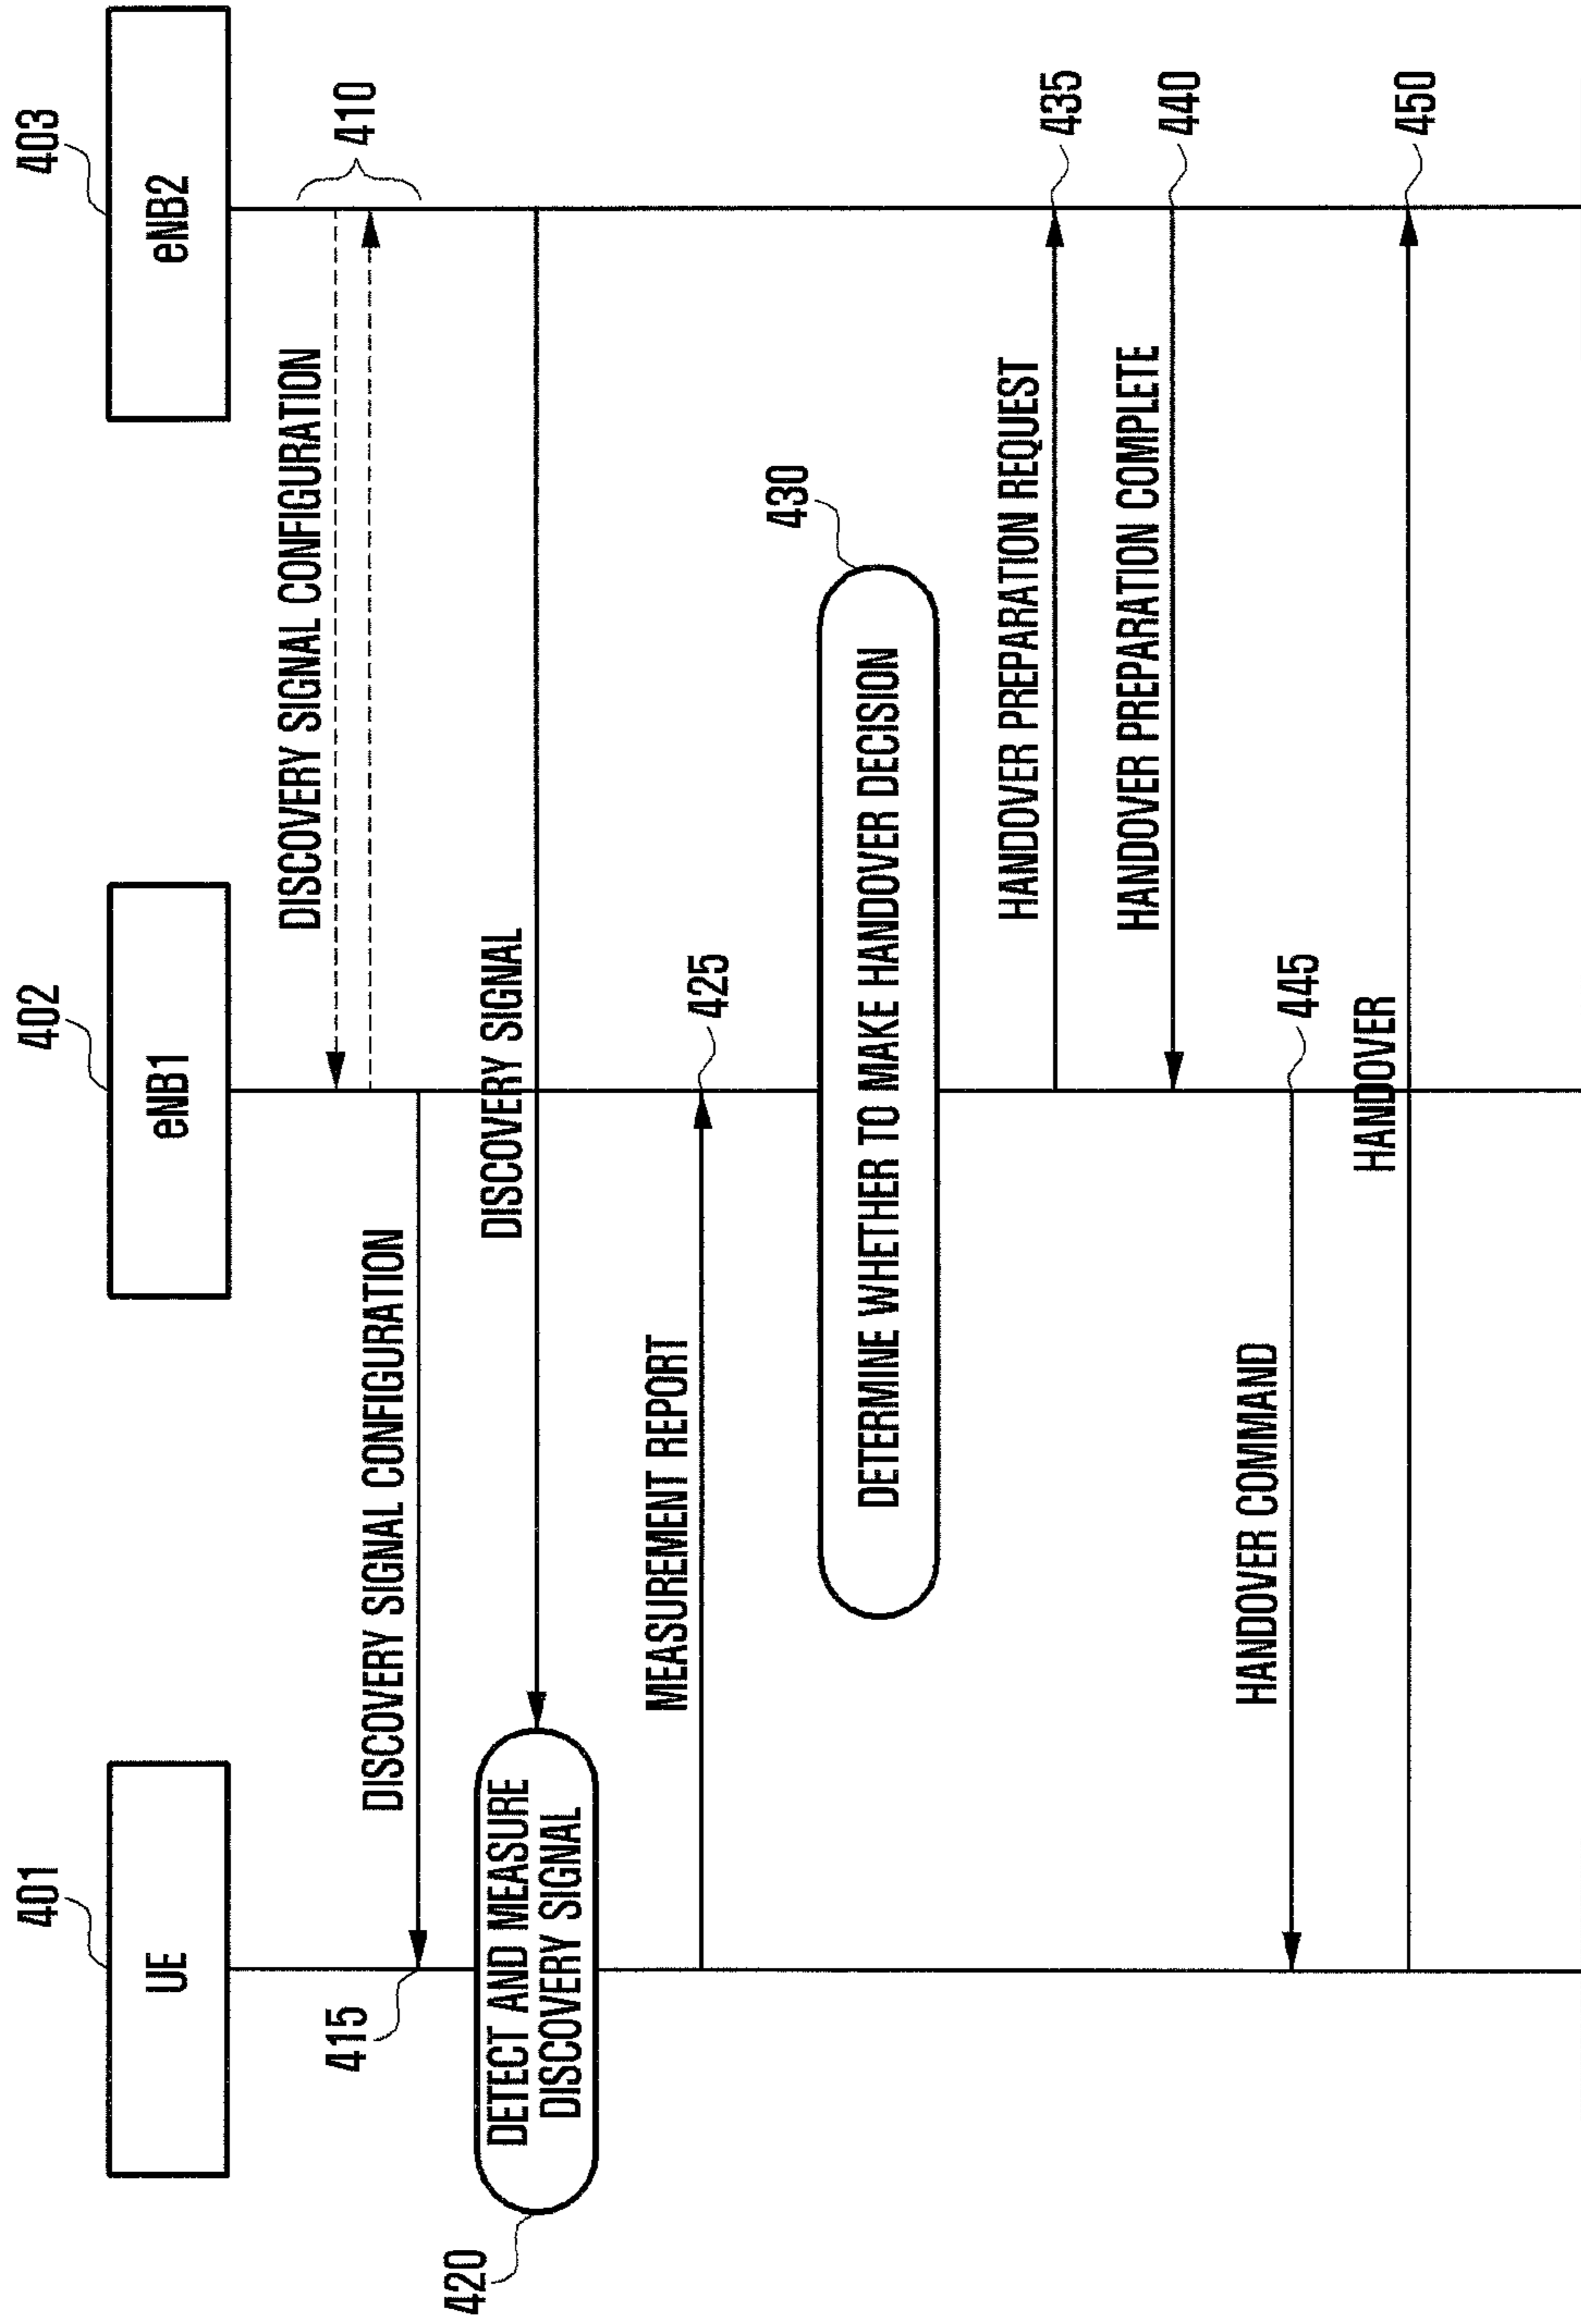 401
402
403
UE
eNB1
eNB2
DISCOVERY SIGNAL CONFIGURATION
410
DISCOVERY SIGNAL CONFIGURATION
415
DISCOVERY SIGNAL
DETECT AND MEASURE
DISCOVERY SIGNAL
420
MEASUREMENT REPORT
425
430
DETERMINE WHETHER TO MAKE HANDOVER DECISION
HANDOVER PREPARATION REQUEST
435
HANDOVER PREPARATION COMPLETE
440
HANDOVER COMMAND
445
HANDOVER
450